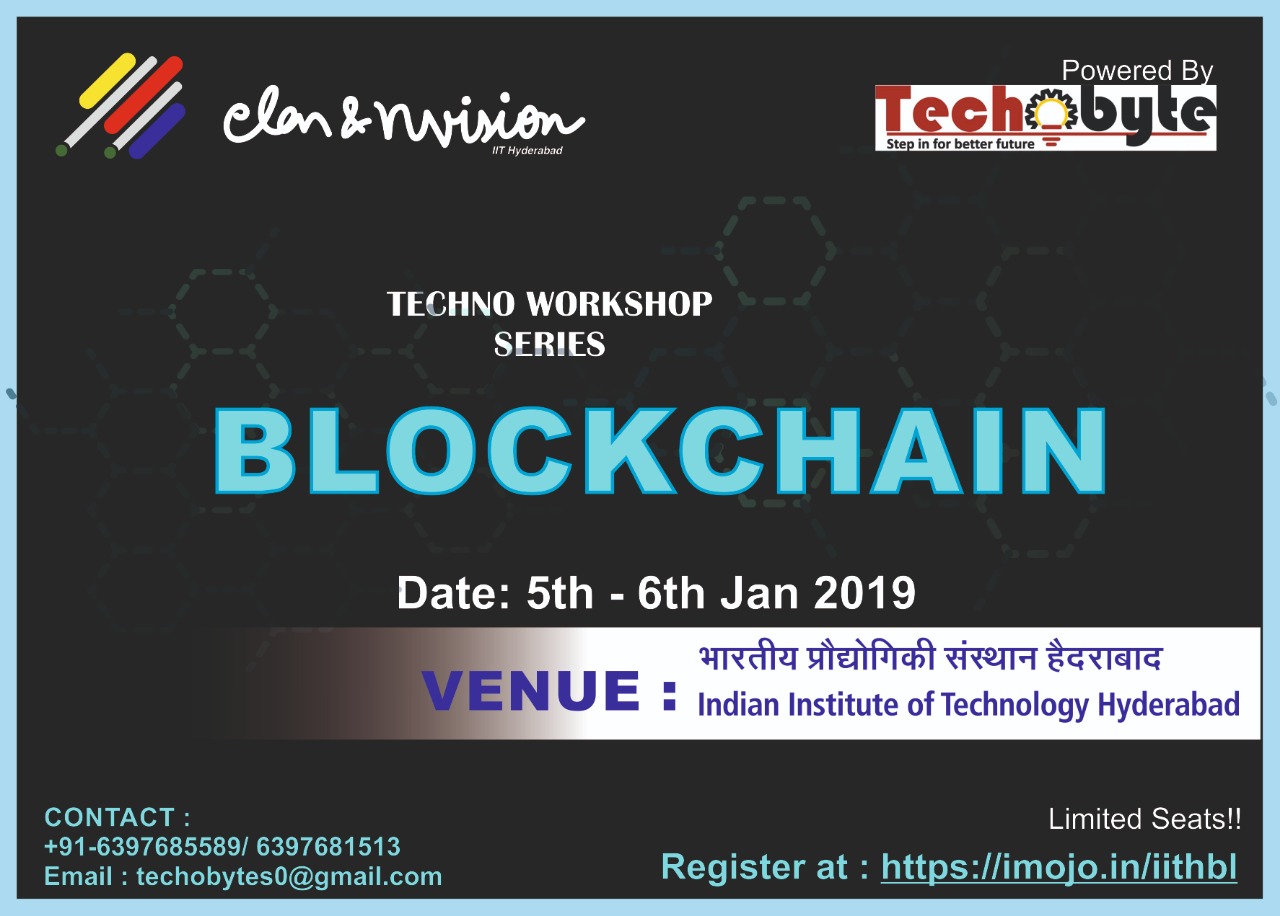 elan & nvision
IIT Hyderabad
Powered By
Techobyte
Step in for better future
TECHNO WORKSHOP
SERIES
BLOCKCHAIN
Date: 5th - 6th Jan 2019
VENUE :
भारतीय प्रौद्योगिकी संस्थान हैदराबाद
Indian Institute of Technology Hyderabad
CONTACT :
+91-6397685589/ 6397681513
Email : techobytes0@gmail.com
Limited Seats!!
Register at : https://imojo.in/iithbl